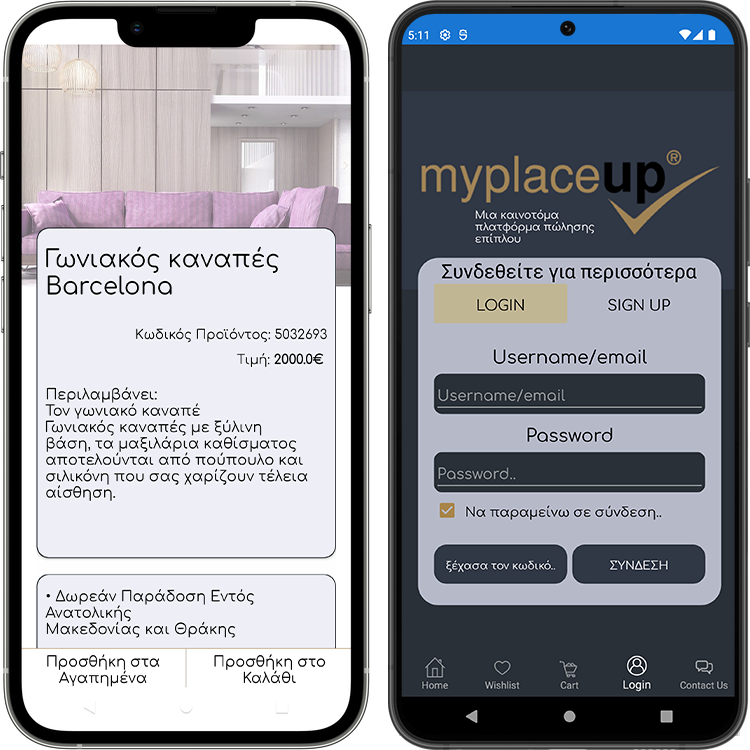 Γωνιακός καναπές
Barcelona
Κωδικός Προϊόντος: 5032693
Τιμή: 2000.0€
Περιλαμβάνει:
Τον γωνιακό καναπέ
Γωνιακός καναπές με ξύλινη
βάση, τα μαξιλάρια καθίσματος
αποτελούνται από πούπουλο και
σιλικόνη που σας χαρίζουν τέλεια
αίσθηση.
• Δωρεάν Παράδοση Εντός
Ανατολικής
Μακεδονίας και Θράκης
Προσθήκη στα
Αγαπημένα
Προσθήκη στο
Καλάθι
5:11
myplaceup®
Μια καινοτόμα
πλατφόρμα πώλησης
επίπλου
Συνδεθείτε για περισσότερα
LOGIN
SIGN UP
Username/email
Username/email
Password
Password..
Να παραμείνω σε σύνδεση..
ξέχασα τον κωδικό..
ΣΥΝΔΕΣΗ
Home
Wishlist
Cart
Login
Contact Us